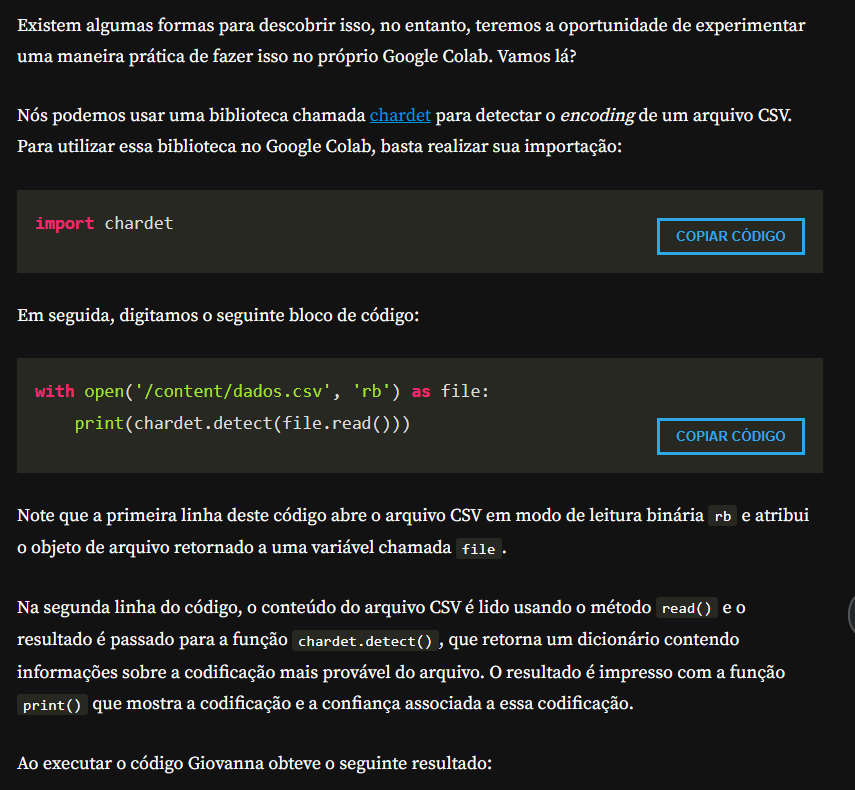 Existem algumas formas para descobrir isso, no entanto, teremos a oportunidade de experimentar
uma maneira prática de fazer isso no próprio Google Colab. Vamos lá?
Nós podemos usar uma biblioteca chamada chardet para detectar o encoding de um arquivo CSV.
Para utilizar essa biblioteca no Google Colab, basta realizar sua importação:
import chardet
COPIAR CÓDIGO
Em seguida, digitamos o seguinte bloco de código:
with open('/content/dados.csv', 'rb') as file:
    print(chardet.detect(file.read()))
COPIAR CÓDIGO
Note que a primeira linha deste código abre o arquivo CSV em modo de leitura binária rb e atribui
o objeto de arquivo retornado a uma variável chamada file.
Na segunda linha do código, o conteúdo do arquivo CSV é lido usando o método read() e o
resultado é passado para a função chardet.detect(), que retorna um dicionário contendo
informações sobre a codificação mais provável do arquivo. O resultado é impresso com a função
print() que mostra a codificação e a confiança associada a essa codificação.
Ao executar o código Giovanna obteve o seguinte resultado: